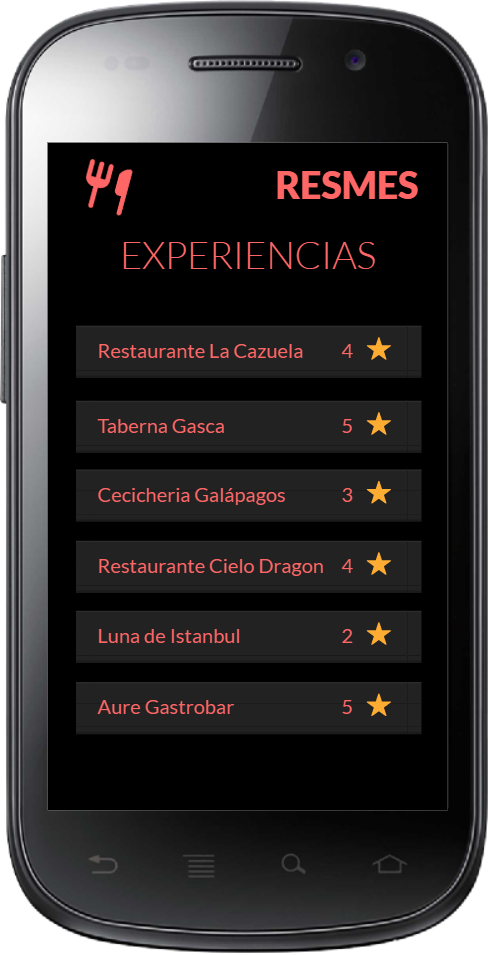 RESMES
EXPERIENCIAS
Restaurante La Cazuela 4
Taberna Gasca 5
Cecicheria Galápagos 3
Restaurante Cielo Dragon 4
Luna de Istanbul 2
Aure Gastrobar 5